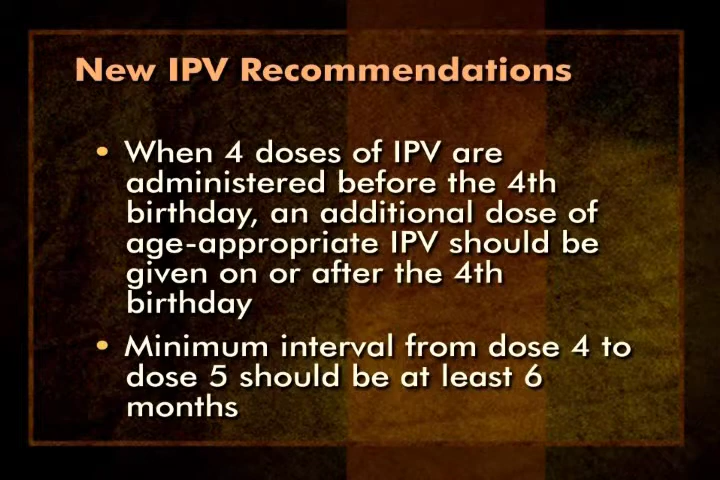 New IPV Recommendations
• When 4 doses of IPV are
administered before the 4th
birthday, an additional dose of
age-appropriate IPV should be
given on or after the 4th
birthday
• Minimum interval from dose 4 to
dose 5 should be at least 6
months